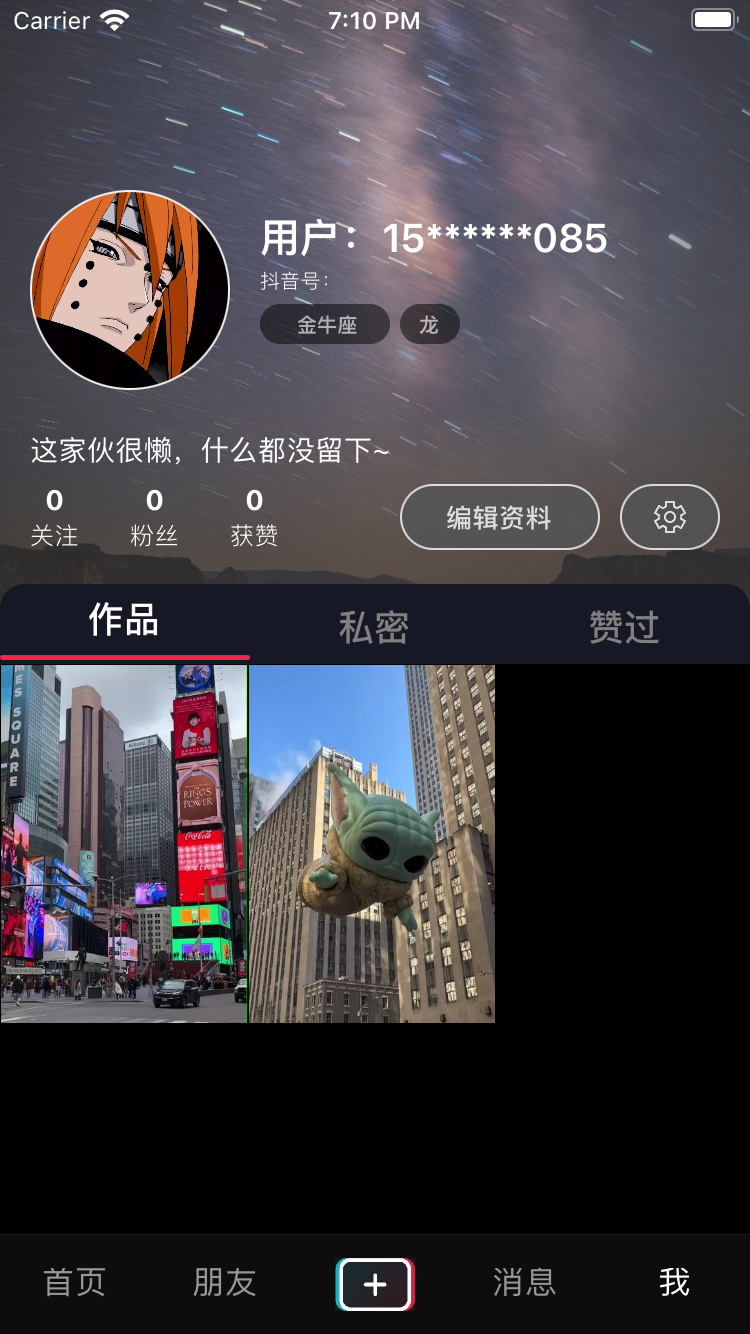 Carrier 7:10 PM
用户：15******085
抖音号：
金牛座 龙
这家伙很懒，什么都没留下~
0 0 0
关注 粉丝 获赞
编辑资料
作品 私密 赞过
MES SQUARE
Allianz
THE RINGS OF POWER
Coca-Cola
首页 朋友 消息 我